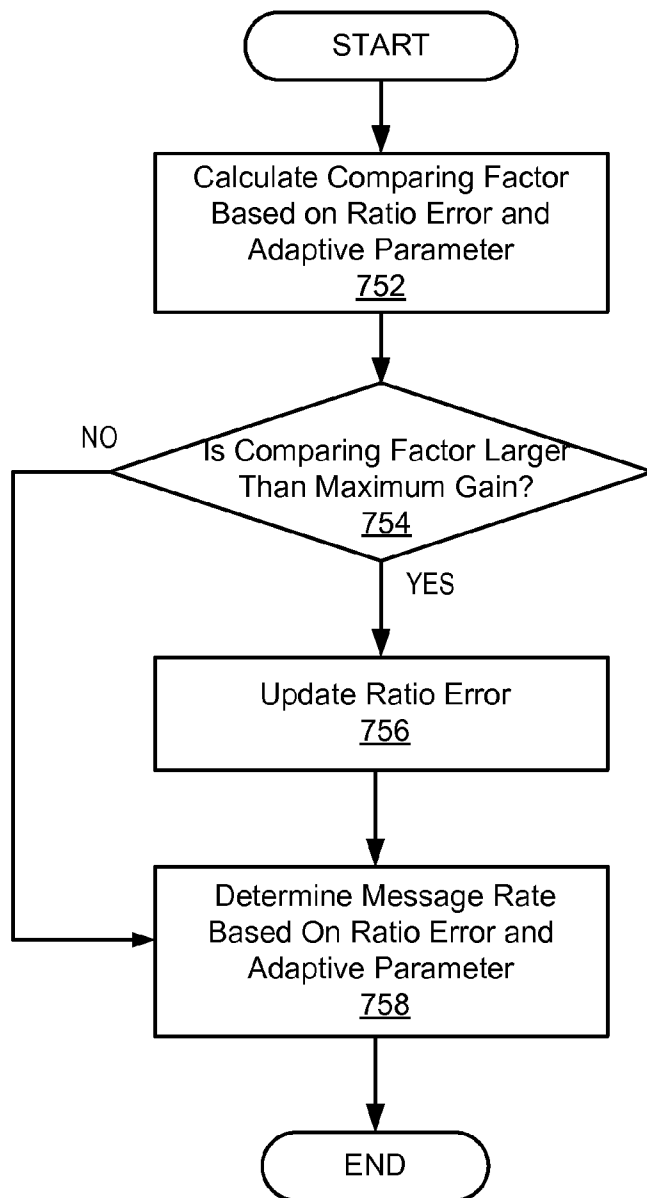 START
Calculate Comparing Factor
Based on Ratio Error and
Adaptive Parameter
752
NO
Is Comparing Factor Larger
Than Maximum Gain?
754
YES
Update Ratio Error
756
Determine Message Rate
Based On Ratio Error and
Adaptive Parameter
758
END